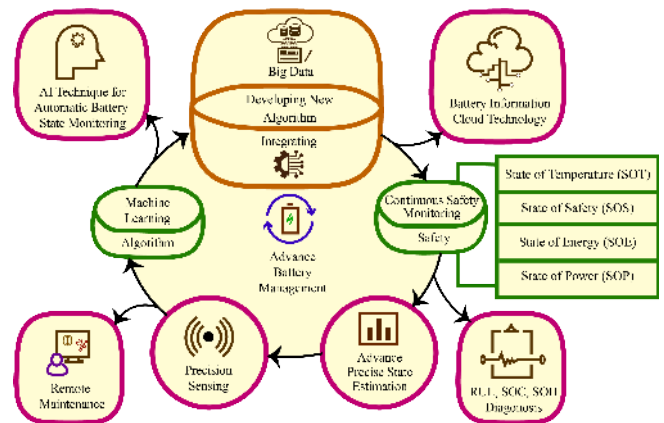 AI Technique for
Automatic Battery
State Monitoring
Big Data
Developing New
Algorithm
Integrating
Battery Information
Cloud Technology
Machine
Learning
Algorithm
Continuous Safety
Monitoring
Safety
State of Temperature (SOT)
State of Safety (SOS)
State of Energy (SOE)
State of Power (SOP)
Advance
Battery
Management
Remote
Maintenance
Precision
Sensing
Advance
Precise State
Estimation
RUL, SOC, SOH
Diagonosis